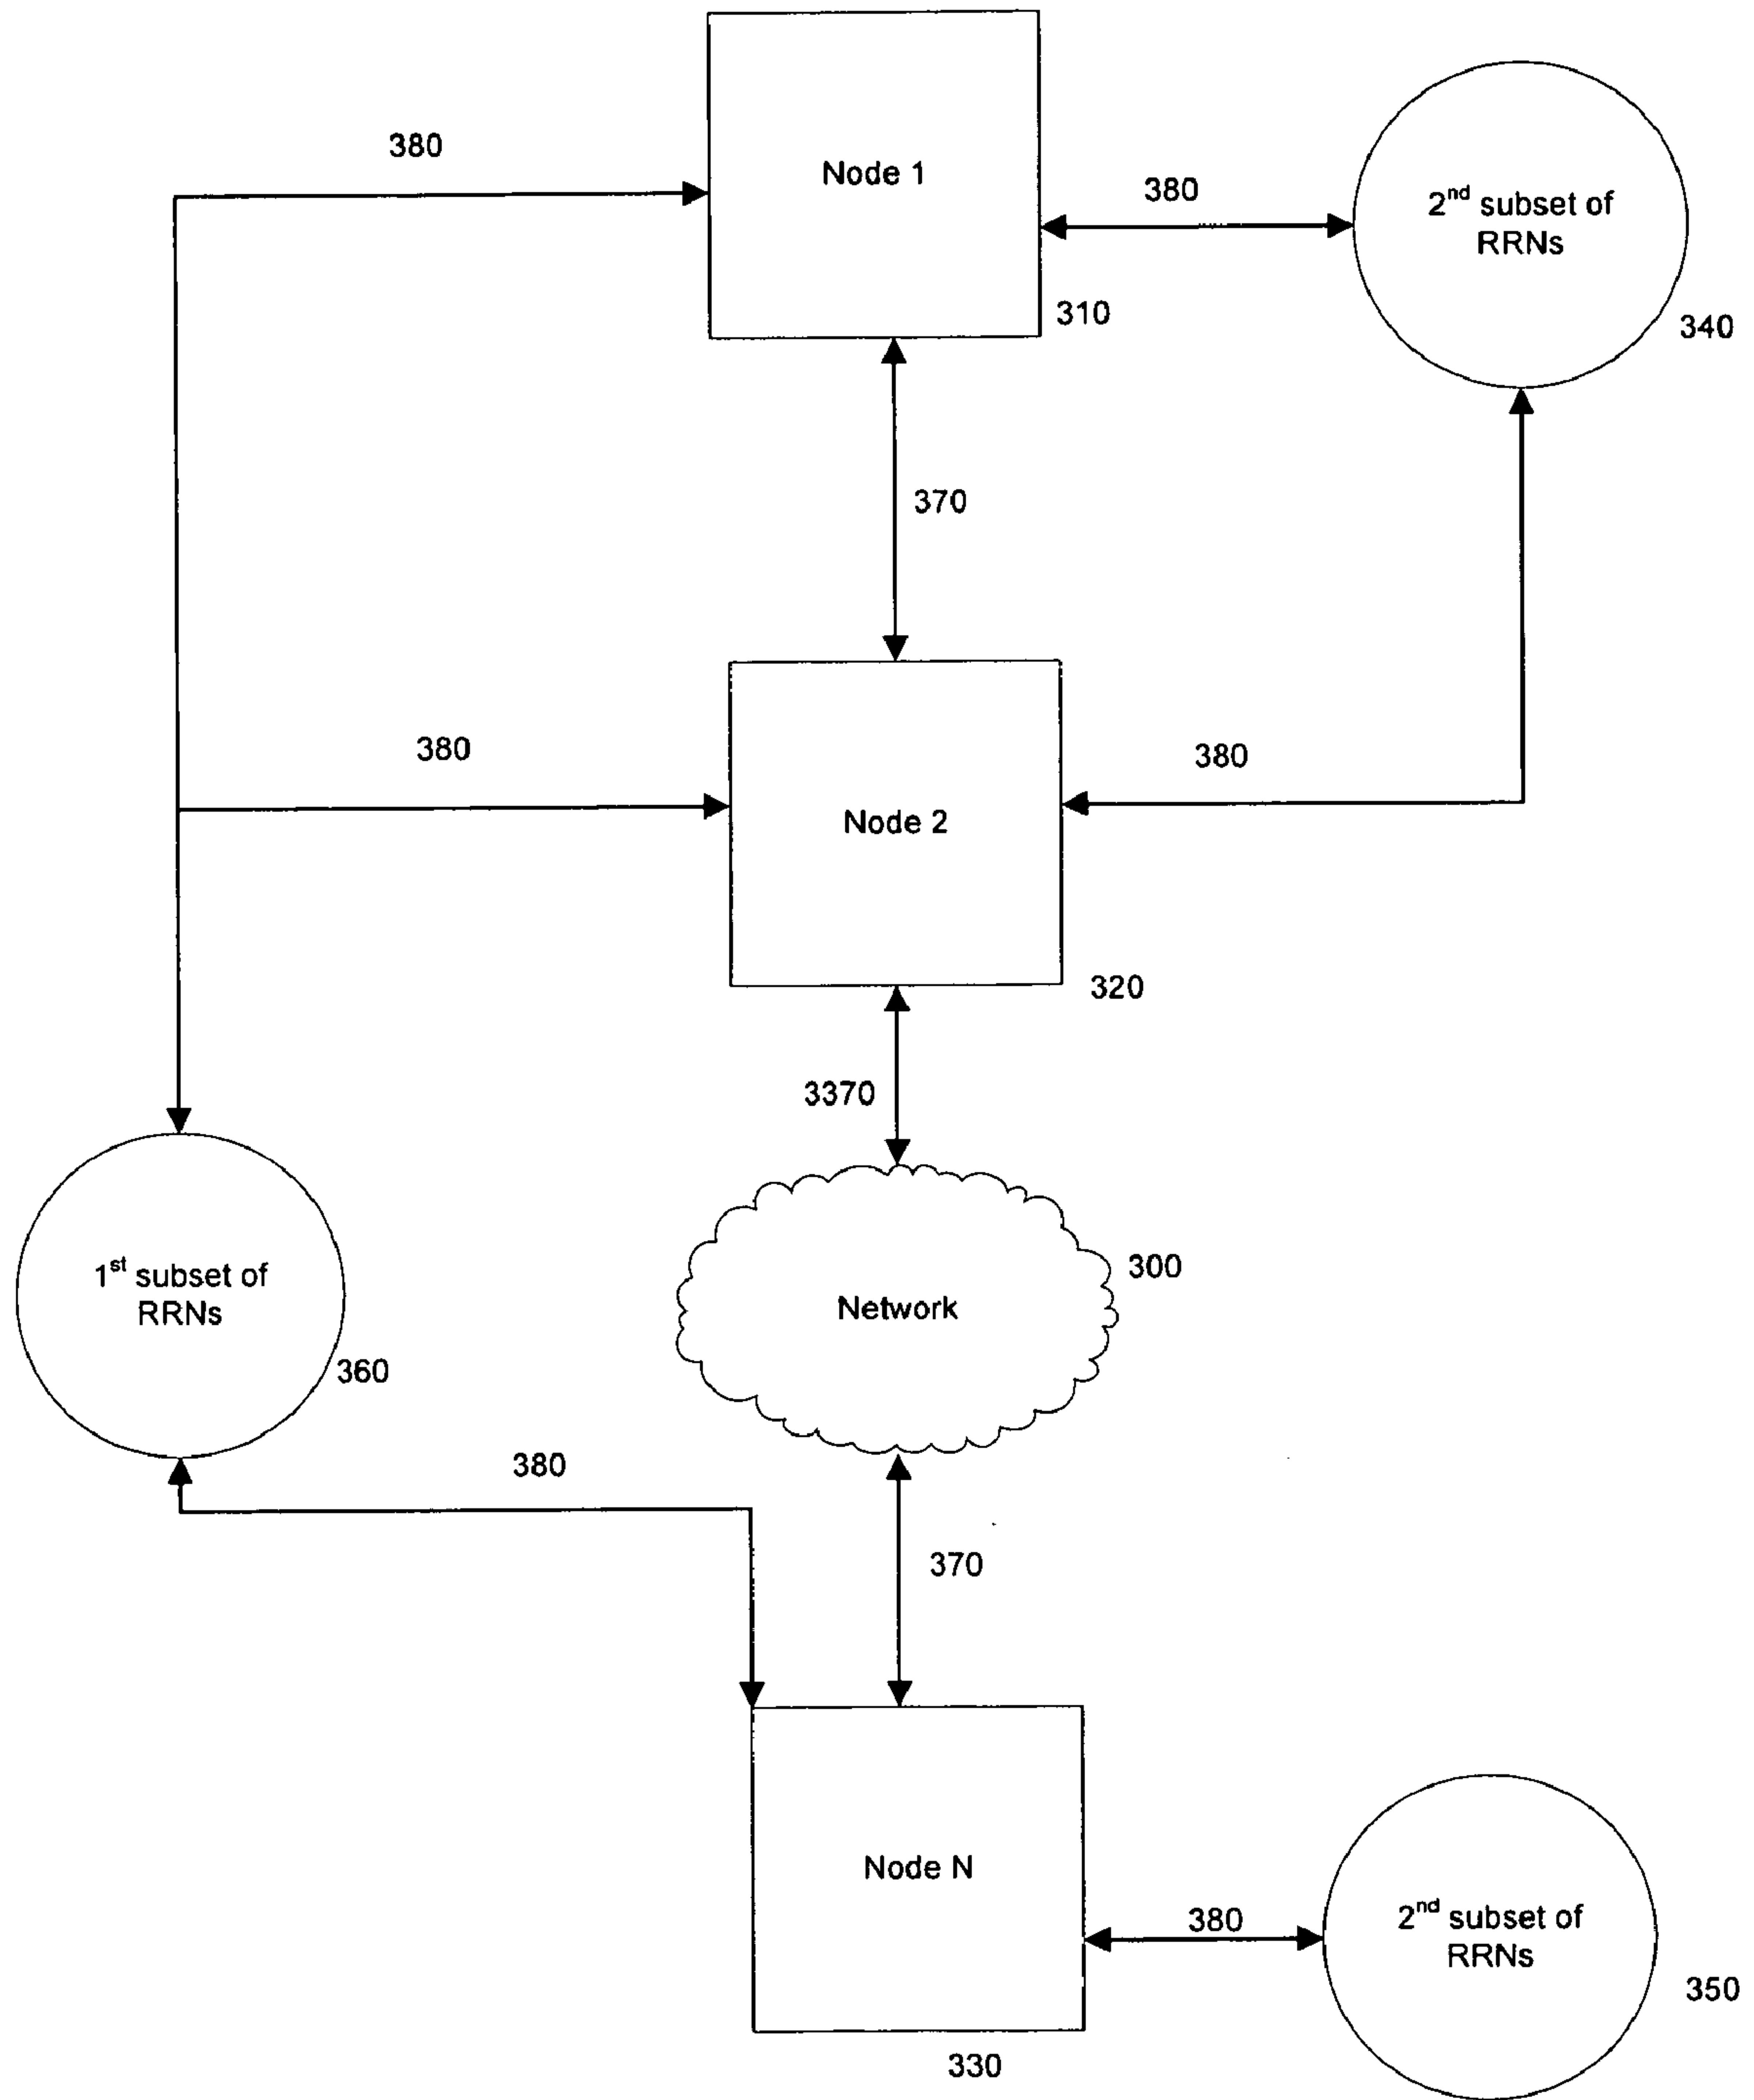 380
Node 1
380
2nd subset of
RRNs
310
340
370
380
Node 2
380
320
3370
1st subset of
RRNs
360
300
Network
380
370
Node N
380
2nd subset of
RRNs
350
330